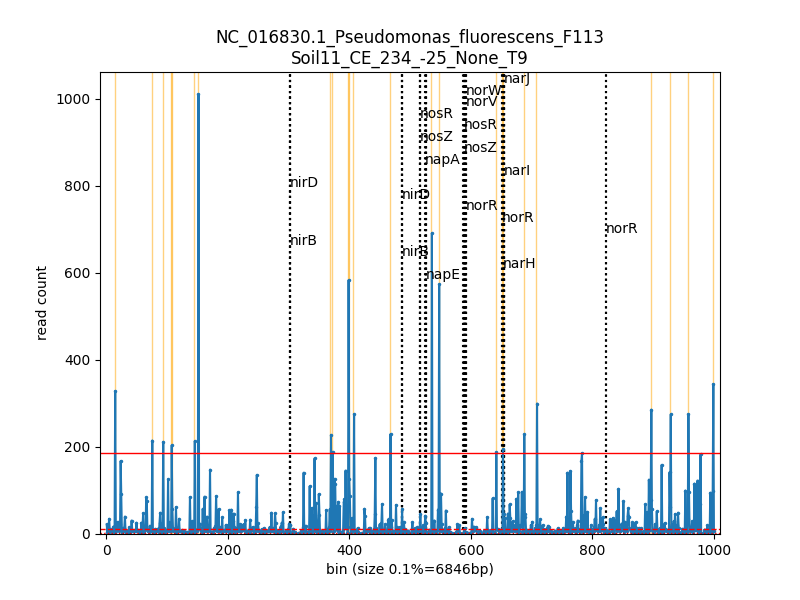 NC_016830.1_Pseudomonas_fluorescens_F113
Soil11_CE_234_-25_None_T9
read count
1000
800
600
400
200
0
narJ
norW
norV
nosR
nosR
nosZ
nosZ
napA
narI
nirD
nirD
norR
norR
norR
nirB
nirB
narH
napE
0
200
400
600
800
1000
bin (size 0.1%=6846bp)